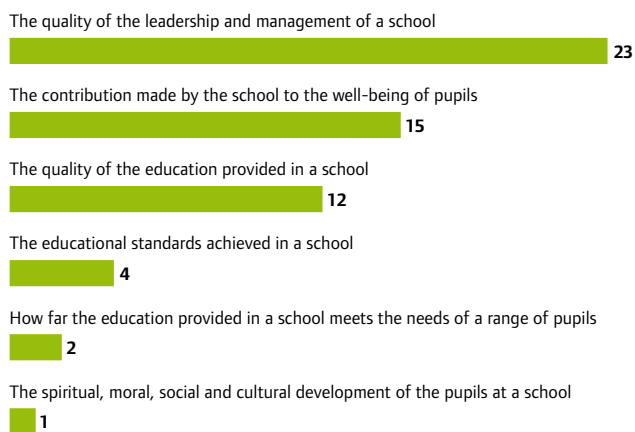 The quality of the leadership and management of a school
23
The contribution made by the school to the well-being of pupils
15
The quality of the education provided in a school
12
The educational standards achieved in a school
4
How far the education provided in a school meets the needs of a range of pupils
2
The spiritual, moral, social and cultural development of the pupils at a school
1